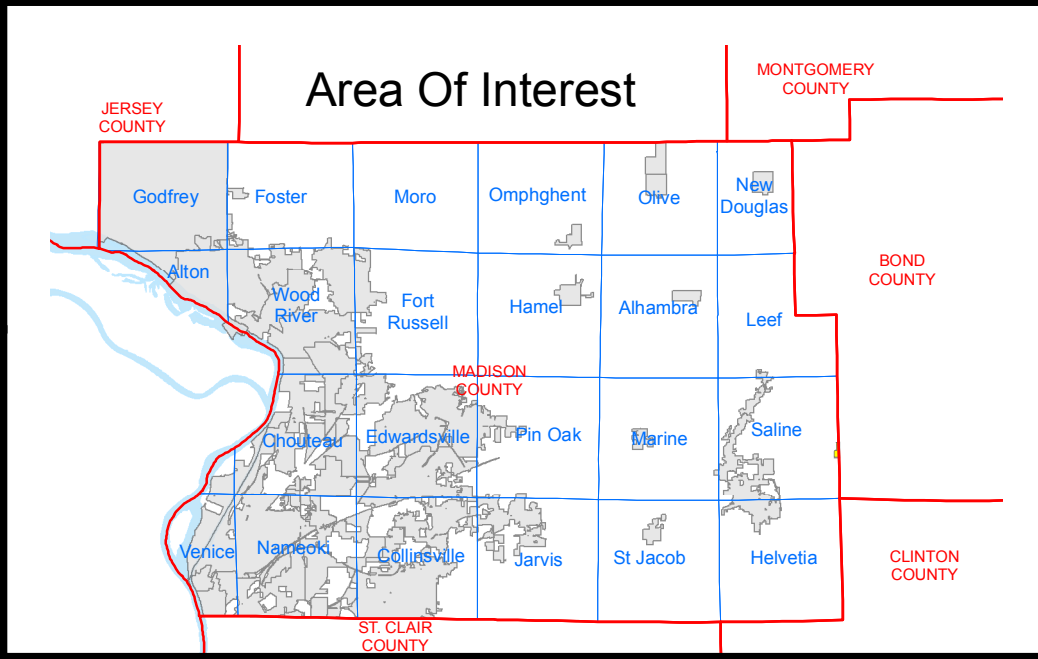 Area Of Interest
MONTGOMERY
COUNTY
JERSEY
COUNTY
Godfrey
Foster
Moro
Omphghent
Olive
New
Douglas
BOND
COUNTY
Alton
Wood
River
Fort
Russell
Hamel
Alhambra
Leef
MADISON
COUNTY
Chouteau
Edwardsville
Pin Oak
Marine
Saline
Venice
Nameoki
Collinsville
Jarvis
St Jacob
Helvetia
CLINTON
COUNTY
ST. CLAIR
COUNTY